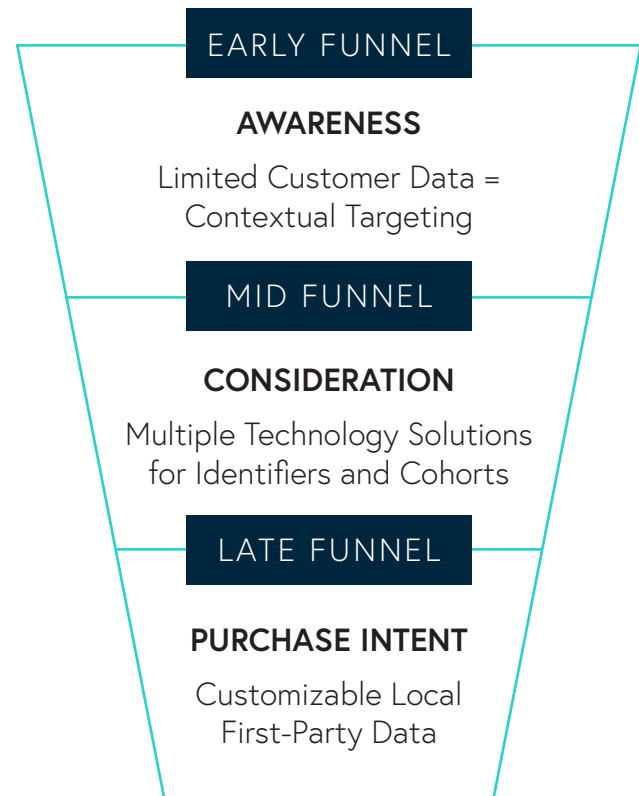 EARLY FUNNEL
AWARENESS
Limited Customer Data =
Contextual Targeting
MID FUNNEL
CONSIDERATION
Multiple Technology Solutions
for Identifiers and Cohorts
LATE FUNNEL
PURCHASE INTENT
Customizable Local
First-Party Data